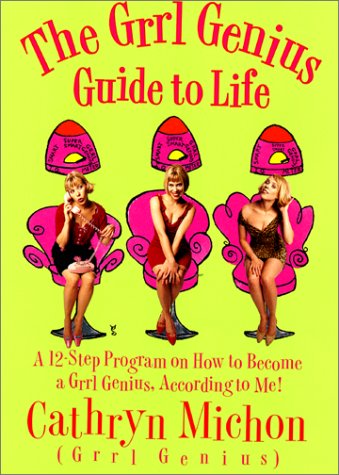 The Grrl Genius
Guide to Life
A 12-Step Program on How to Become
a Grrl Genius, According to Me!
Cathryn Michon
(Grrl Genius)